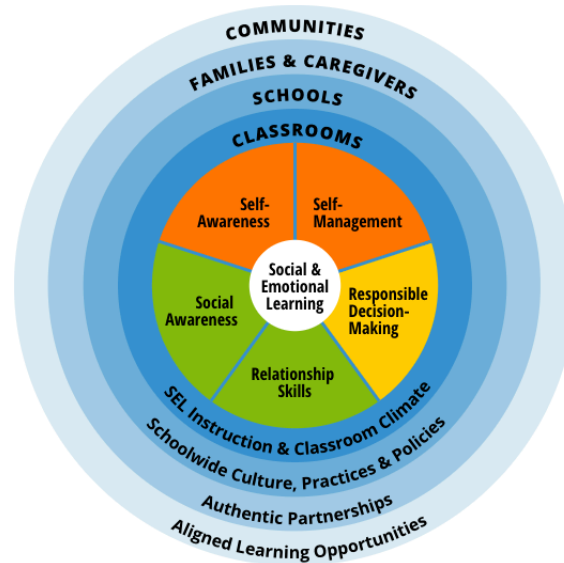 COMMUNITIES
FAMILIES & CAREGIVERS
SCHOOLS
CLASSROOMS
Self-
Awareness
Self-
Management
Social &
Emotional
Learning
Social
Awareness
Responsible
Decision-
Making
Relationship
Skills
SEL Instruction & Classroom Climate
Schoolwide Culture, Practices & Policies
Authentic Partnerships
Aligned Learning Opportunities